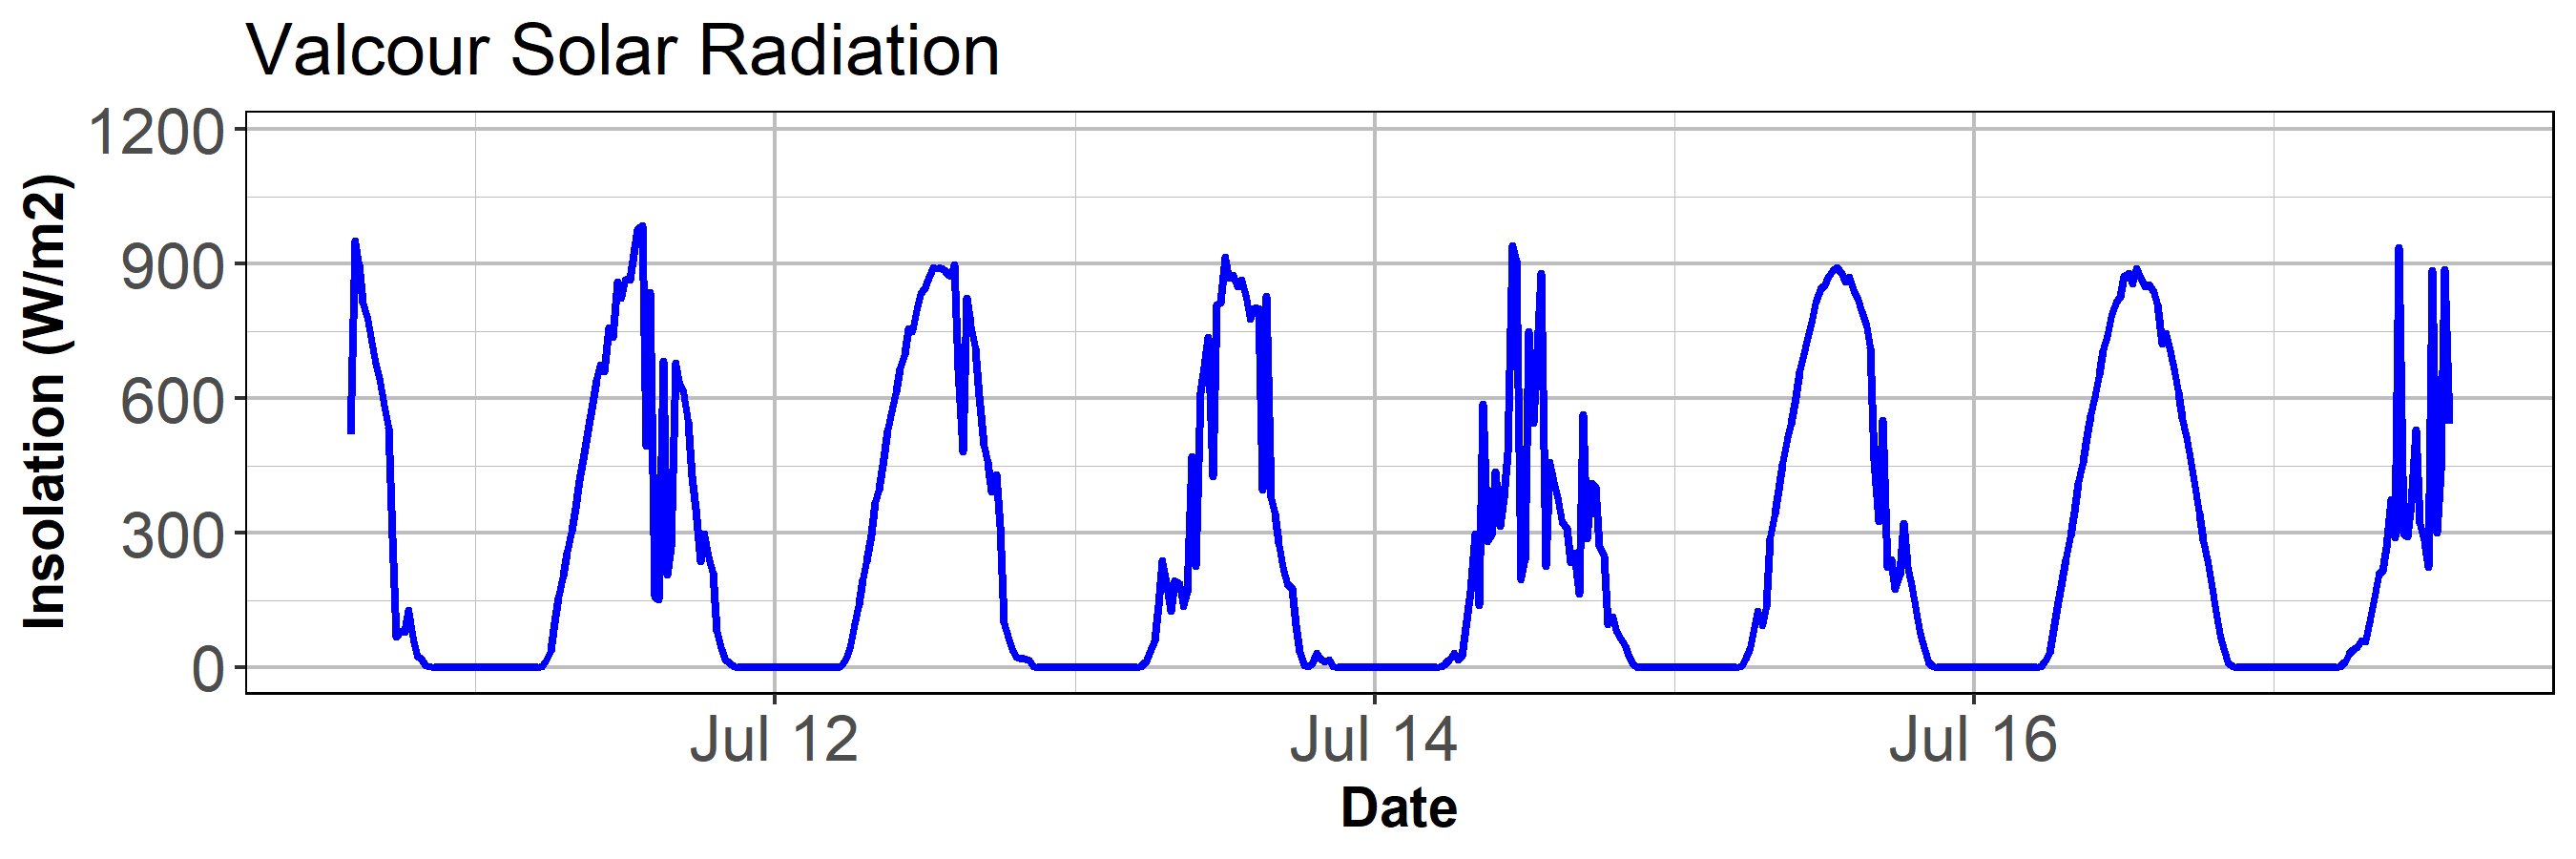 Valcour Solar Radiation
1200
900
600
300
0
Insolation (W/m2)
Jul 12
Jul 14
Jul 16
Date